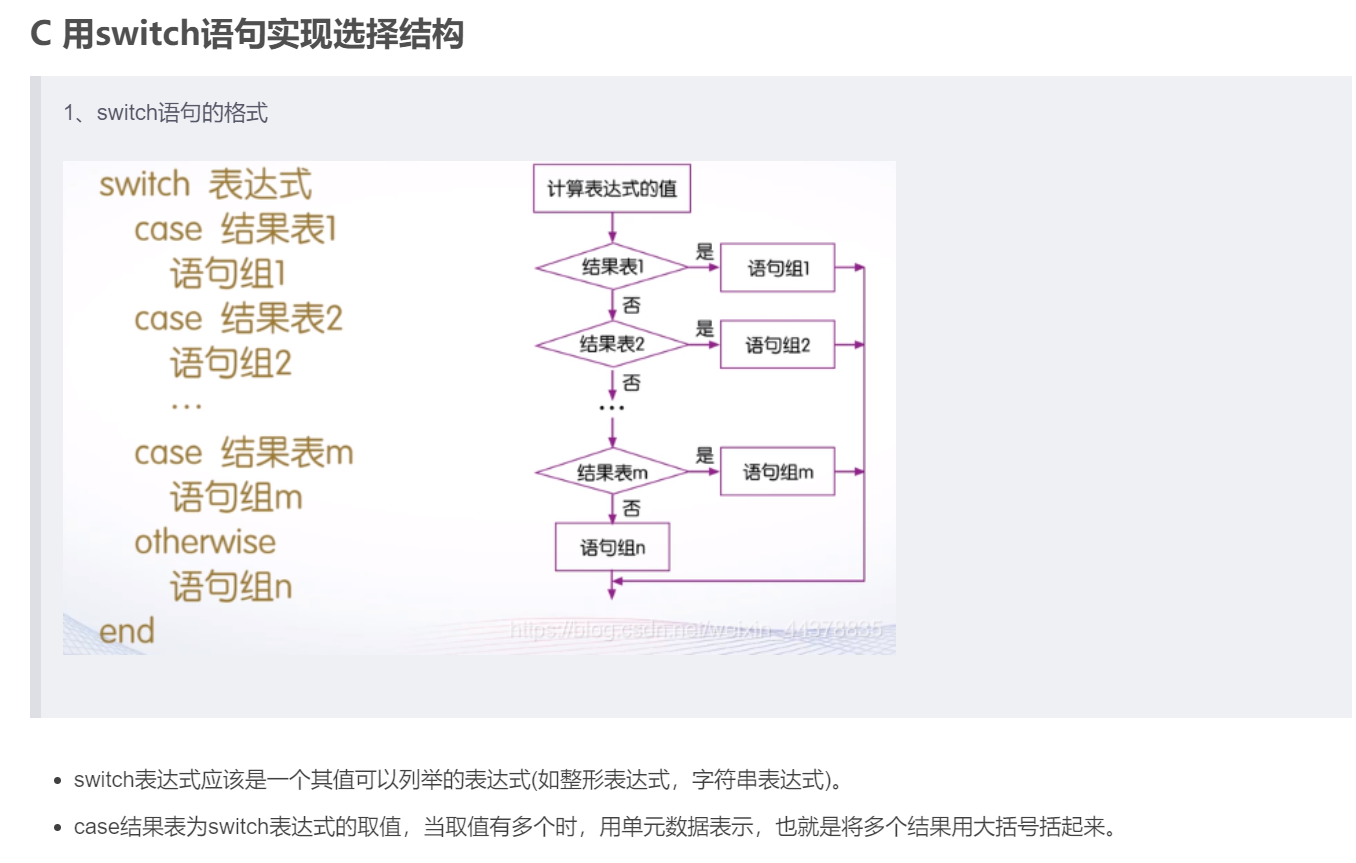 C 用switch语句实现选择结构
1、switch语句的格式
switch 表达式
case 结果表1
语句组1
case 结果表2
语句组2
...
case 结果表m
语句组m
otherwise
语句组n
end
计算表达式的值
结果表1
是
语句组1
否
结果表2
是
语句组2
否
...
结果表m
是
语句组m
否
语句组n
https://blog.csdn.net/weixin_44378835
switch表达式应该是一个其值可以列举的表达式(如整形表达式，字符串表达式)。
case结果表为switch表达式的取值，当取值有多个时，用单元数据表示，也就是将多个结果用大括号括起来。